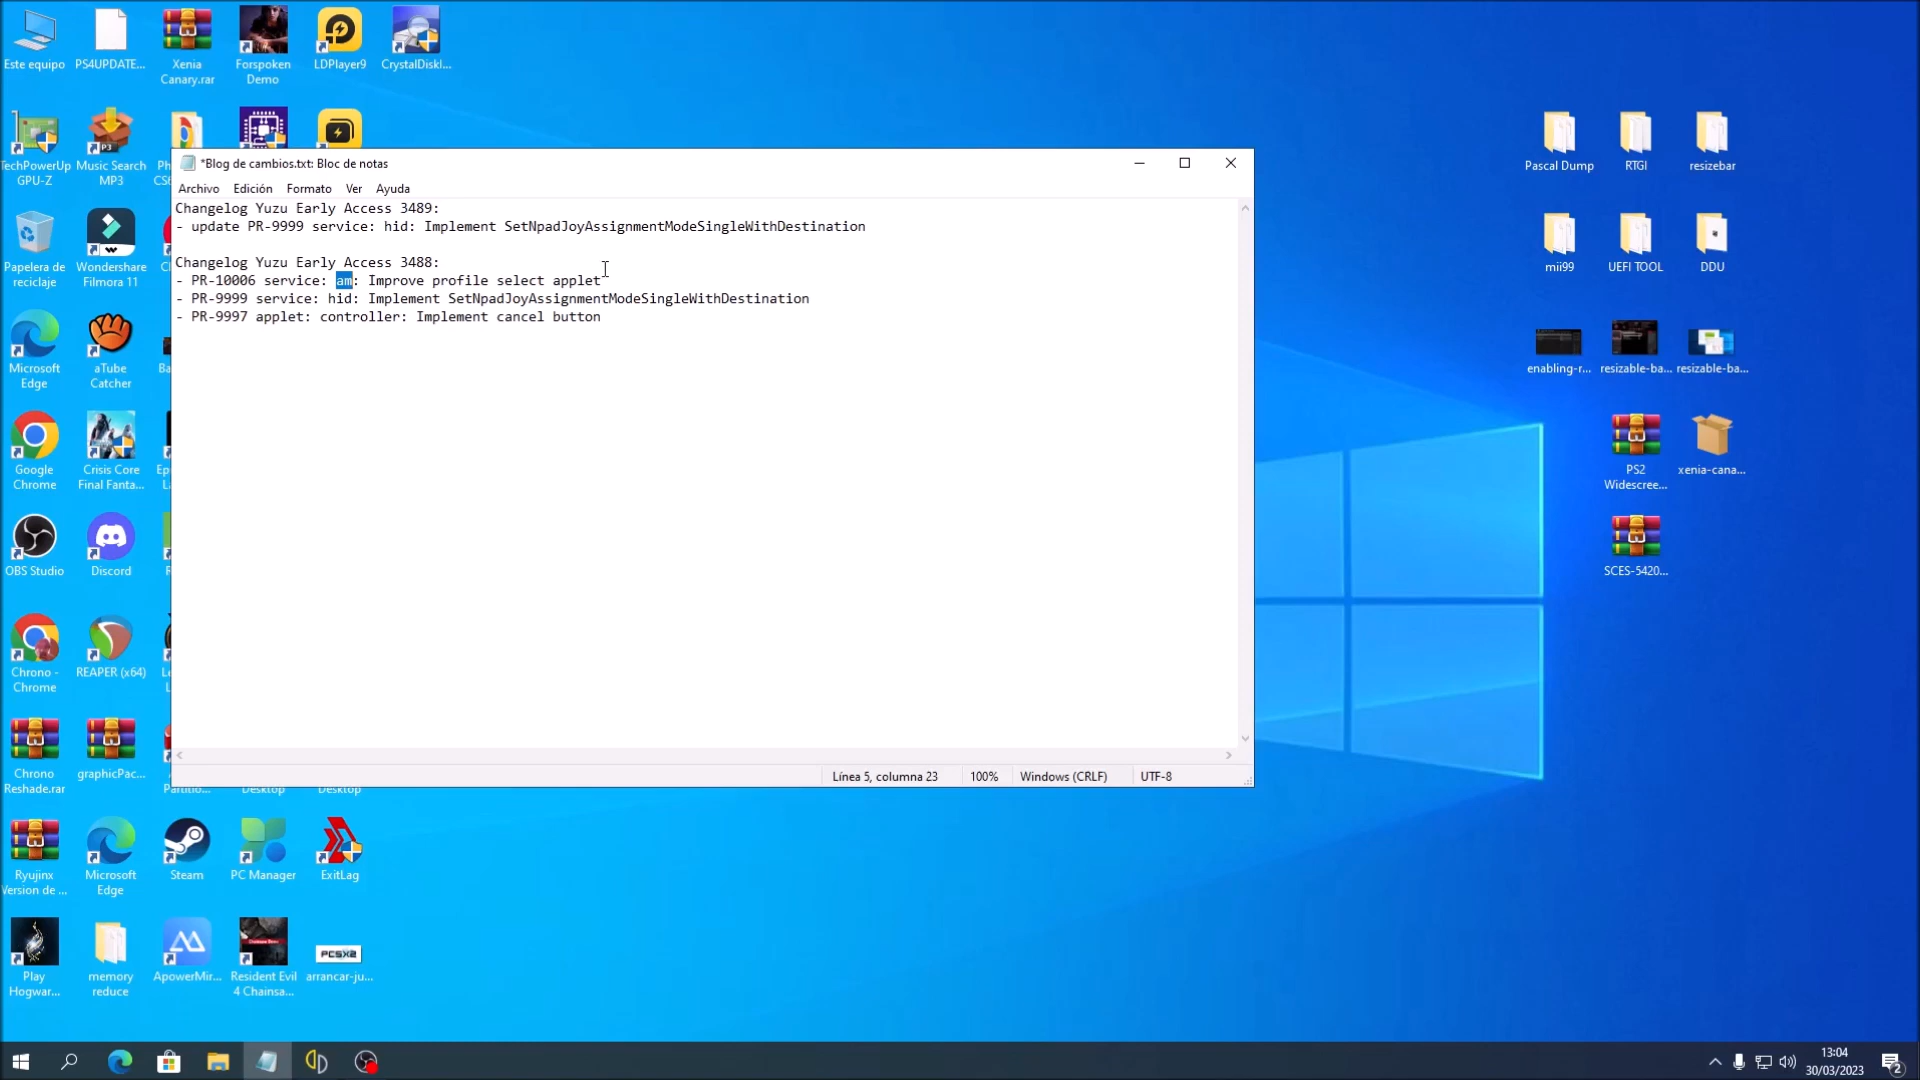 Este equipo
PS4UPDATE...
Xenia
Canary.rar
Forspoken
Demo
LDPlayer9
CrystalDiskI...
TechPowerUp
GPU-Z
Music Search
MP3
Papelera de
reciclaje
Wondershare
Filmora 11
Microsoft
Edge
aTube
Catcher
Google
Chrome
Crisis Core
Final Fanta...
OBS Studio
Discord
Chrono -
Chrome
REAPER (x64)
Chrono
Reshade.rar
graphicPac...
Partitio...
Desktop
Desktop
Ryujinx
Version de ...
Microsoft
Edge
Steam
PC Manager
ExitLag
Play
Hogwar...
memory
reduce
ApowerMir...
Resident Evil
4 Chainsa...
PCSX2
arrancar-ju...
*Blog de cambios.txt: Bloc de notas
Archivo Edición Formato Ver Ayuda
Changelog Yuzu Early Access 3489:
- update PR-9999 service: hid: Implement SetNpadJoyAssignmentModeSingleWithDestination
Changelog Yuzu Early Access 3488:
- PR-10006 service: am: Improve profile select applet
- PR-9999 service: hid: Implement SetNpadJoyAssignmentModeSingleWithDestination
- PR-9997 applet: controller: Implement cancel button
Línea 5, columna 23 100% Windows (CRLF) UTF-8
Pascal Dump
RTGI
resizebar
mii99
UEFI TOOL
DDU
enabling-r...
resizable-ba...
resizable-ba...
PS2
Widescree...
xenia-cana...
SCES-5420...
13:04
30/03/2023
2